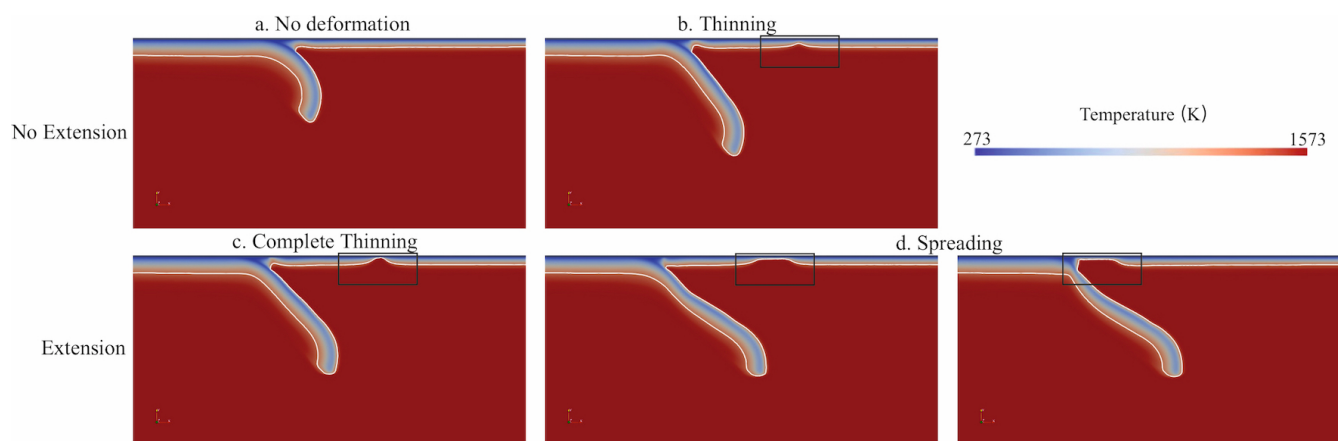 a. No deformation
b. Thinning
No Extension
Temperature (K)
273
1573
c. Complete Thinning
d. Spreading
Extension